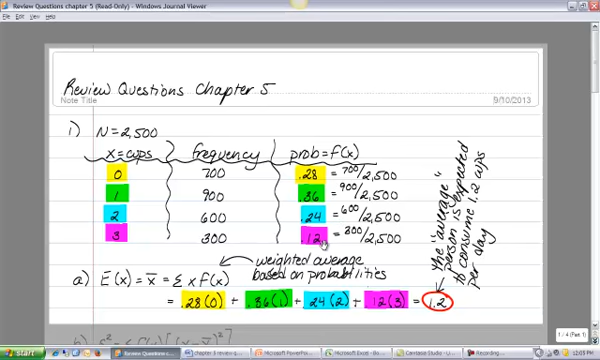 Review Questions chapter 5 (Read-Only) - Windows Journal Viewer
File Edit View Help
Review Questions Chapter 5
Note Title
9/10/2013
1) N=2,500
x=cups frequency prob=f(x)
0 700 .28 = 700/2,500
1 900 .36 = 900/2,500
2 600 .24 = 600/2,500
3 300 .12 = 300/2,500
weighted average
based on probabilities
a) E(x) = x̄ = Σ x f(x)
= .28(0) + .36(1) + .24(2) + .12(3) = 1.2
the "average"
person is expected
to consume 1.2 cups
per day
1 / 4 (Part 1)
Start
12:05 PM